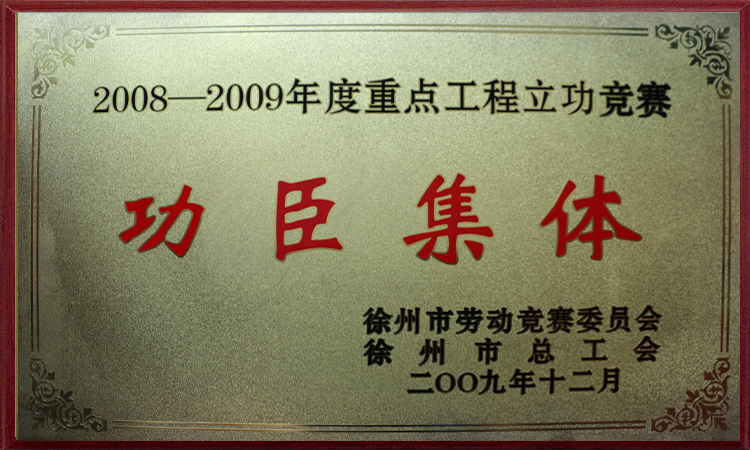 2008—2009年度重点工程立功竞赛
功臣集体
徐州市劳动竞赛委员会
徐州市总工会
二〇〇九年十二月